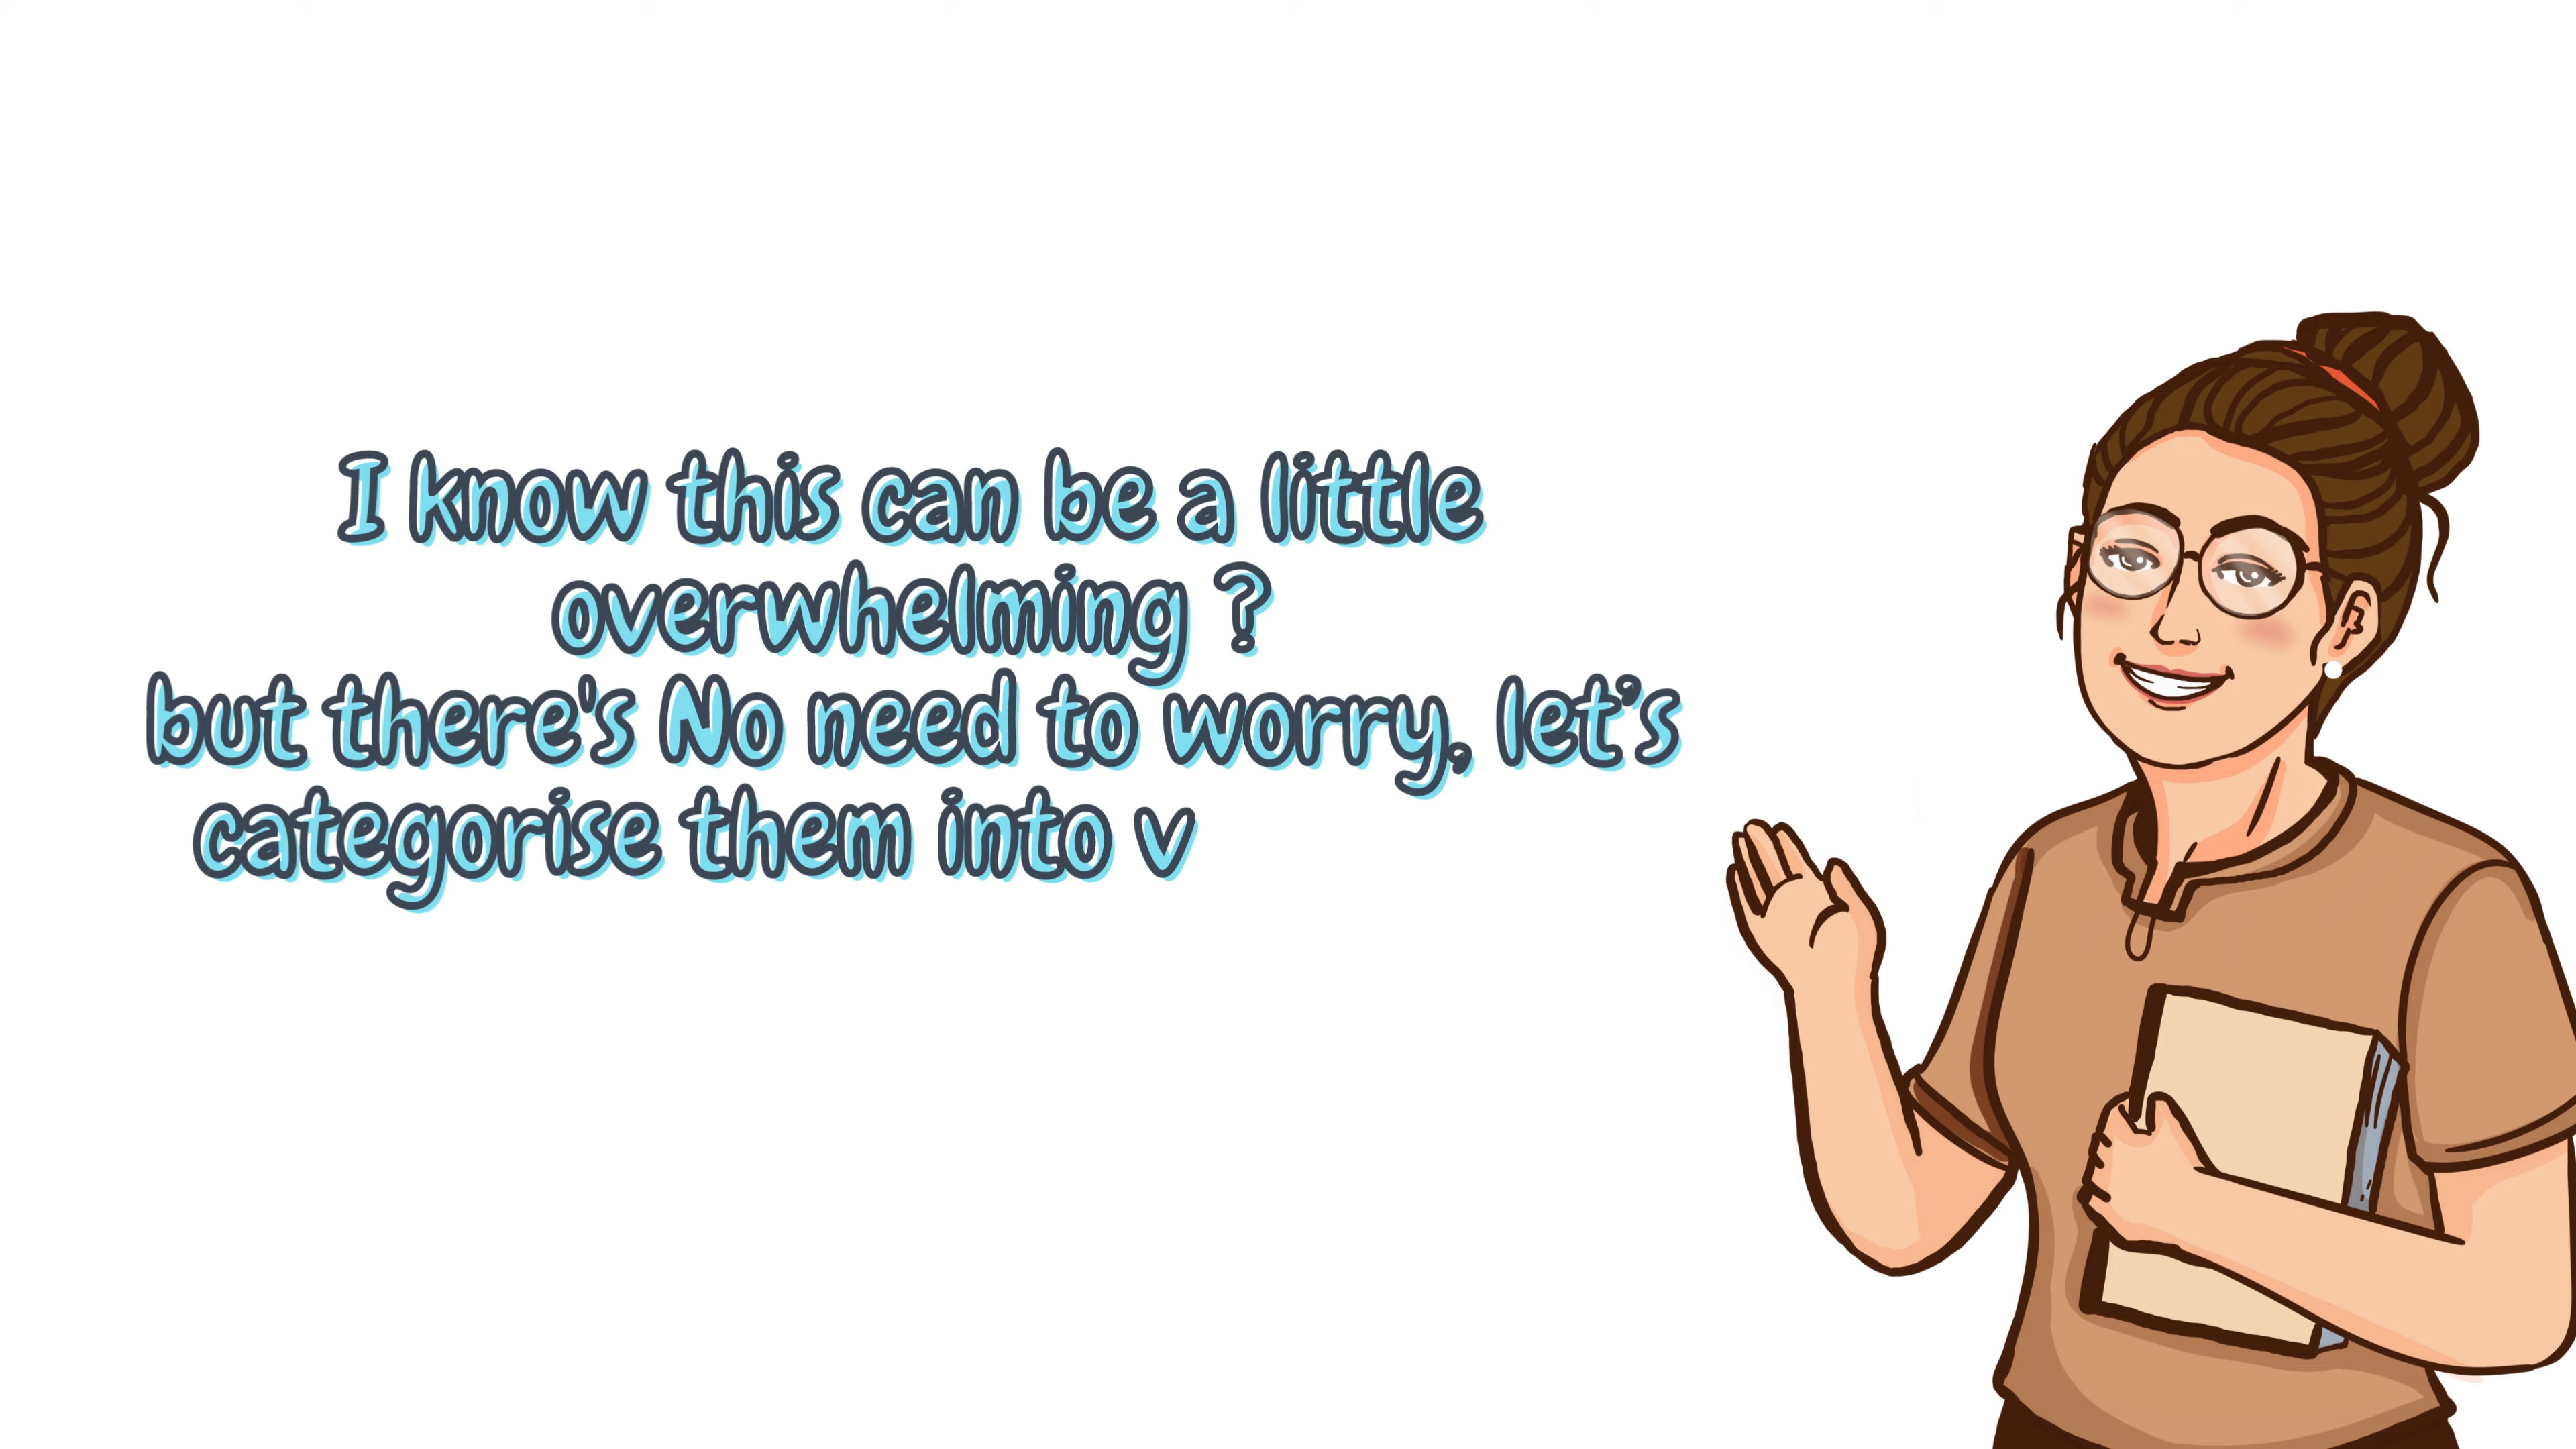 I know this can be a little
overwhelming ?
but there's No need to worry, let's
categorise them into v